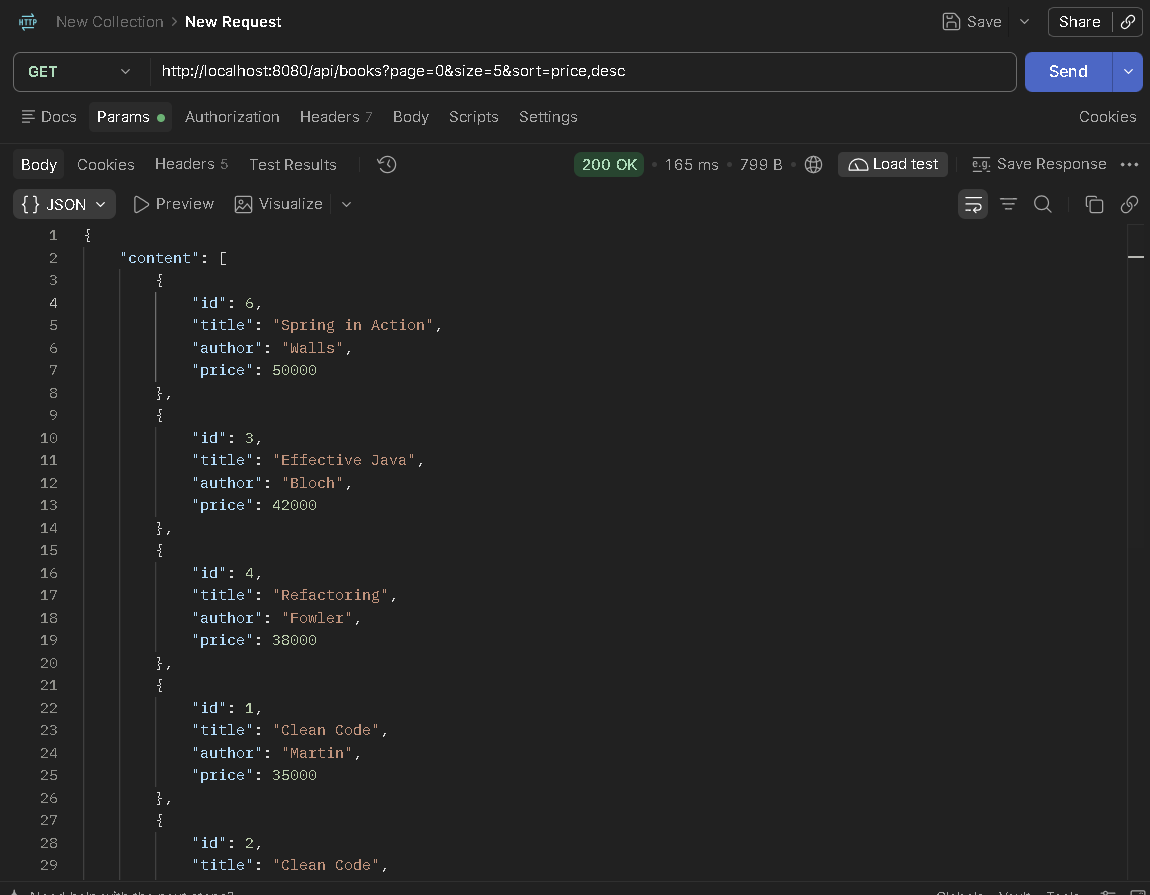 HTTP New Collection > New Request Save Share
GET http://localhost:8080/api/books?page=0&size=5&sort=price,desc Send
Docs Params Authorization Headers 7 Body Scripts Settings Cookies
Body Cookies Headers 5 Test Results 200 OK • 165 ms • 799 B • Load test e.g. Save Response
{} JSON Preview Visualize
1 {
2 "content": [
3 {
4 "id": 6,
5 "title": "Spring in Action",
6 "author": "Walls",
7 "price": 50000
8 },
9 {
10 "id": 3,
11 "title": "Effective Java",
12 "author": "Bloch",
13 "price": 42000
14 },
15 {
16 "id": 4,
17 "title": "Refactoring",
18 "author": "Fowler",
19 "price": 38000
20 },
21 {
22 "id": 1,
23 "title": "Clean Code",
24 "author": "Martin",
25 "price": 35000
26 },
27 {
28 "id": 2,
29 "title": "Clean Code",